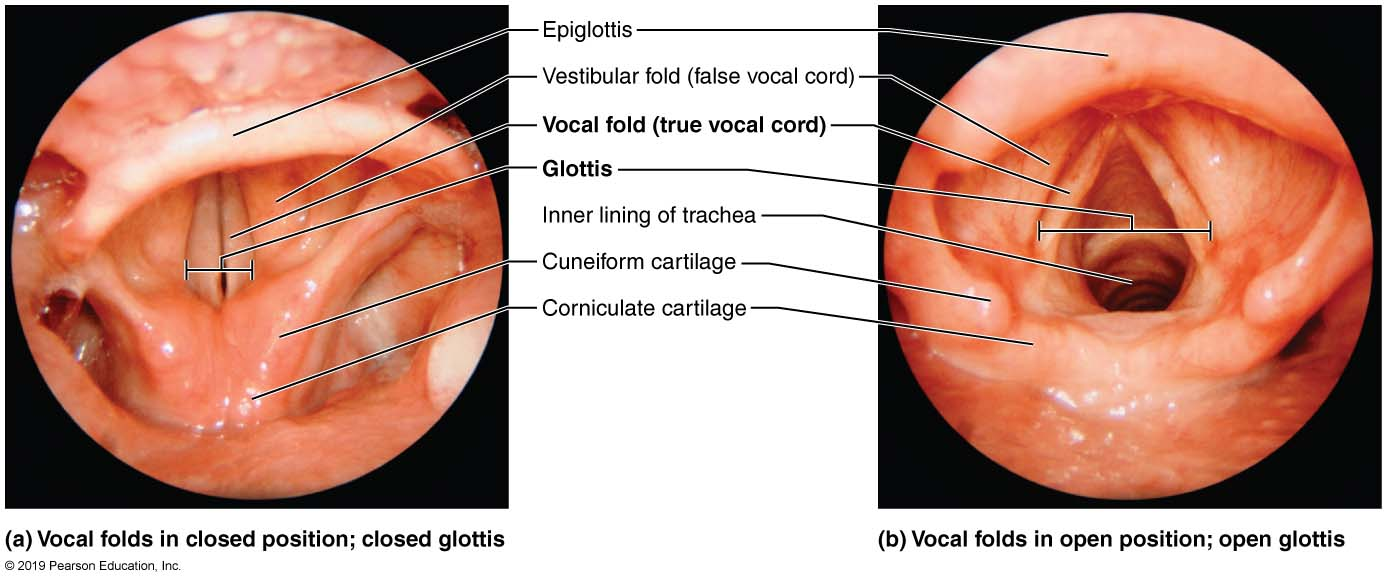 Epiglottis
Vestibular fold (false vocal cord)
Vocal fold (true vocal cord)
Glottis
Inner lining of trachea
Cuneiform cartilage
Corniculate cartilage
(a) Vocal folds in closed position; closed glottis
(b) Vocal folds in open position; open glottis
© 2019 Pearson Education, Inc.